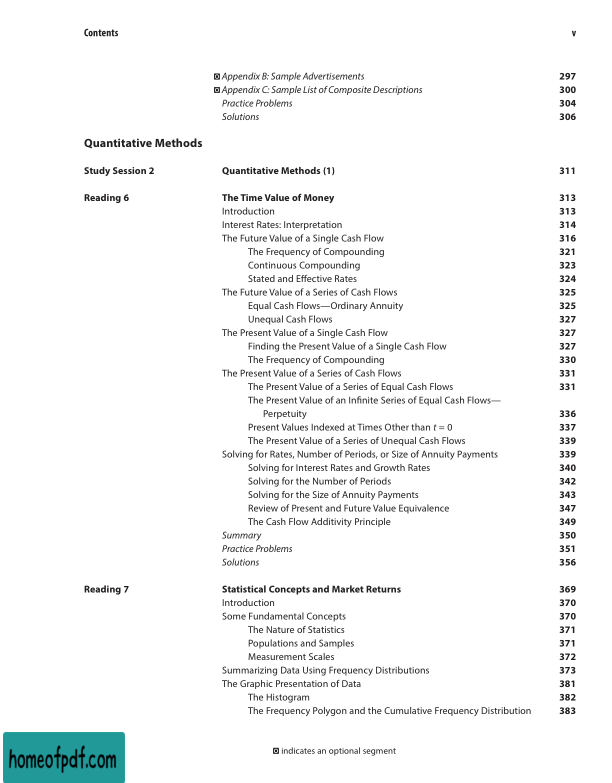 Contents v
Appendix B: Sample Advertisements 297
Appendix C: Sample List of Composite Descriptions 300
Practice Problems 304
Solutions 306
Quantitative Methods
Study Session 2 Quantitative Methods (1) 311
Reading 6 The Time Value of Money 313
Introduction 313
Interest Rates: Interpretation 314
The Future Value of a Single Cash Flow 316
The Frequency of Compounding 321
Continuous Compounding 323
Stated and Effective Rates 324
The Future Value of a Series of Cash Flows 325
Equal Cash Flows—Ordinary Annuity 325
Unequal Cash Flows 327
The Present Value of a Single Cash Flow 327
Finding the Present Value of a Single Cash Flow 327
The Frequency of Compounding 330
The Present Value of a Series of Cash Flows 331
The Present Value of a Series of Equal Cash Flows 331
The Present Value of an Infinite Series of Equal Cash Flows—
Perpetuity 336
Present Values Indexed at Times Other than t = 0 337
The Present Value of a Series of Unequal Cash Flows 339
Solving for Rates, Number of Periods, or Size of Annuity Payments 339
Solving for Interest Rates and Growth Rates 340
Solving for the Number of Periods 342
Solving for the Size of Annuity Payments 343
Review of Present and Future Value Equivalence 347
The Cash Flow Additivity Principle 349
Summary 350
Practice Problems 351
Solutions 356
Reading 7 Statistical Concepts and Market Returns 369
Introduction 370
Some Fundamental Concepts 370
The Nature of Statistics 371
Populations and Samples 371
Measurement Scales 372
Summarizing Data Using Frequency Distributions 373
The Graphic Presentation of Data 381
The Histogram 382
The Frequency Polygon and the Cumulative Frequency Distribution 383
indicates an optional segment
homeofpdf.com